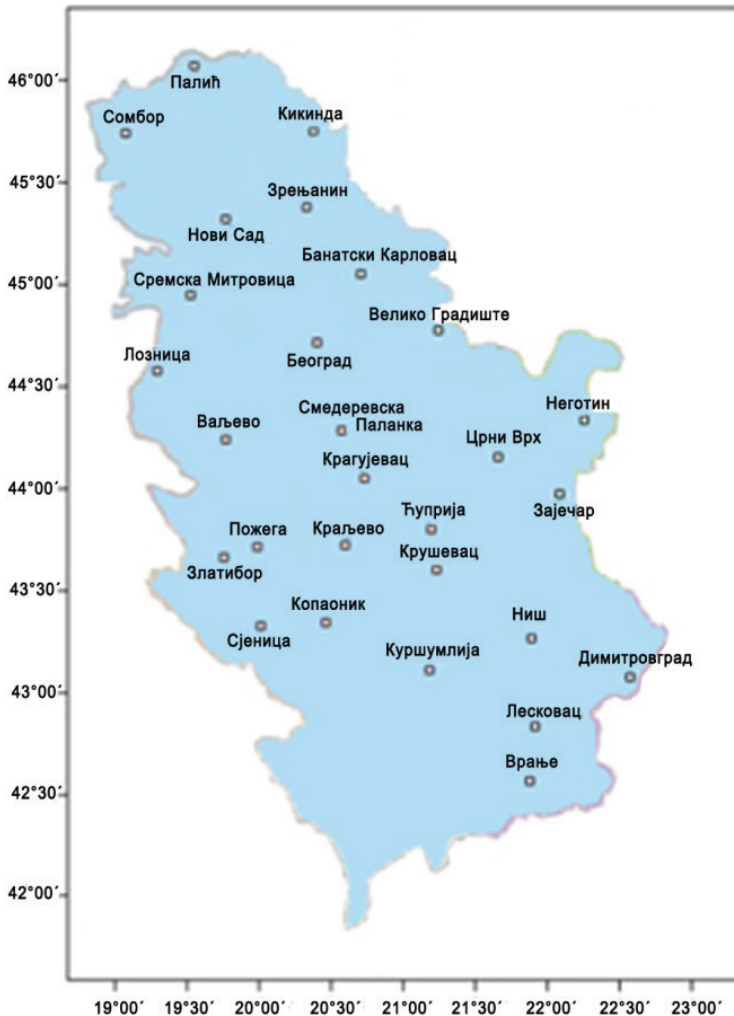 46°00´
Палић
Сомбор
Кикинда
45°30´
Зрењанин
Нови Сад
Банатски Карловац
45°00´
Сремска Митровица
Велико Градиште
Лозница
Београд
44°30´
Неготин
Смедеревска
Паланка
Ваљево
Црни Врх
Крагујевац
44°00´
Зајечар
Ћуприја
Пожега
Краљево
Крушевац
Златибор
43°30´
Копаоник
Ниш
Сјеница
Куршумлија
Димитровград
43°00´
Лесковац
Врање
42°30´
42°00´
19°00´ 19°30´ 20°00´ 20°30´ 21°00´ 21°30´ 22°00´ 22°30´ 23°00´